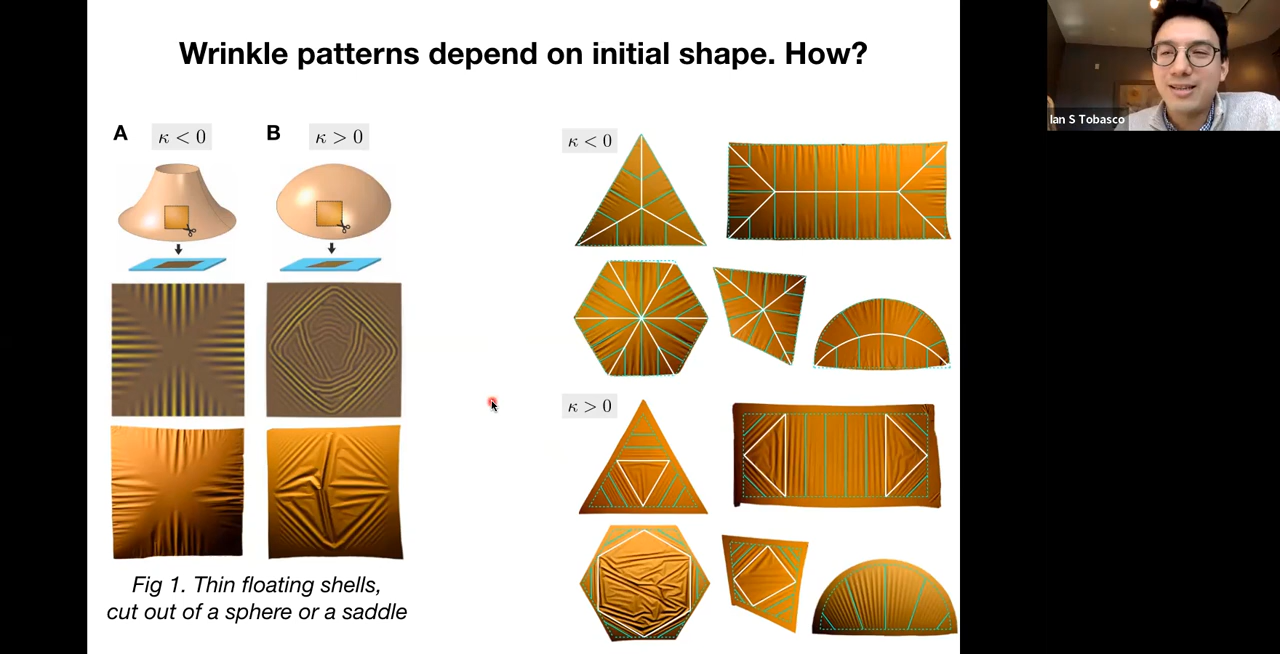 Wrinkle patterns depend on initial shape. How?
A
κ < 0
B
κ > 0
κ < 0
κ > 0
Fig 1. Thin floating shells,
cut out of a sphere or a saddle
Ian S Tobasco